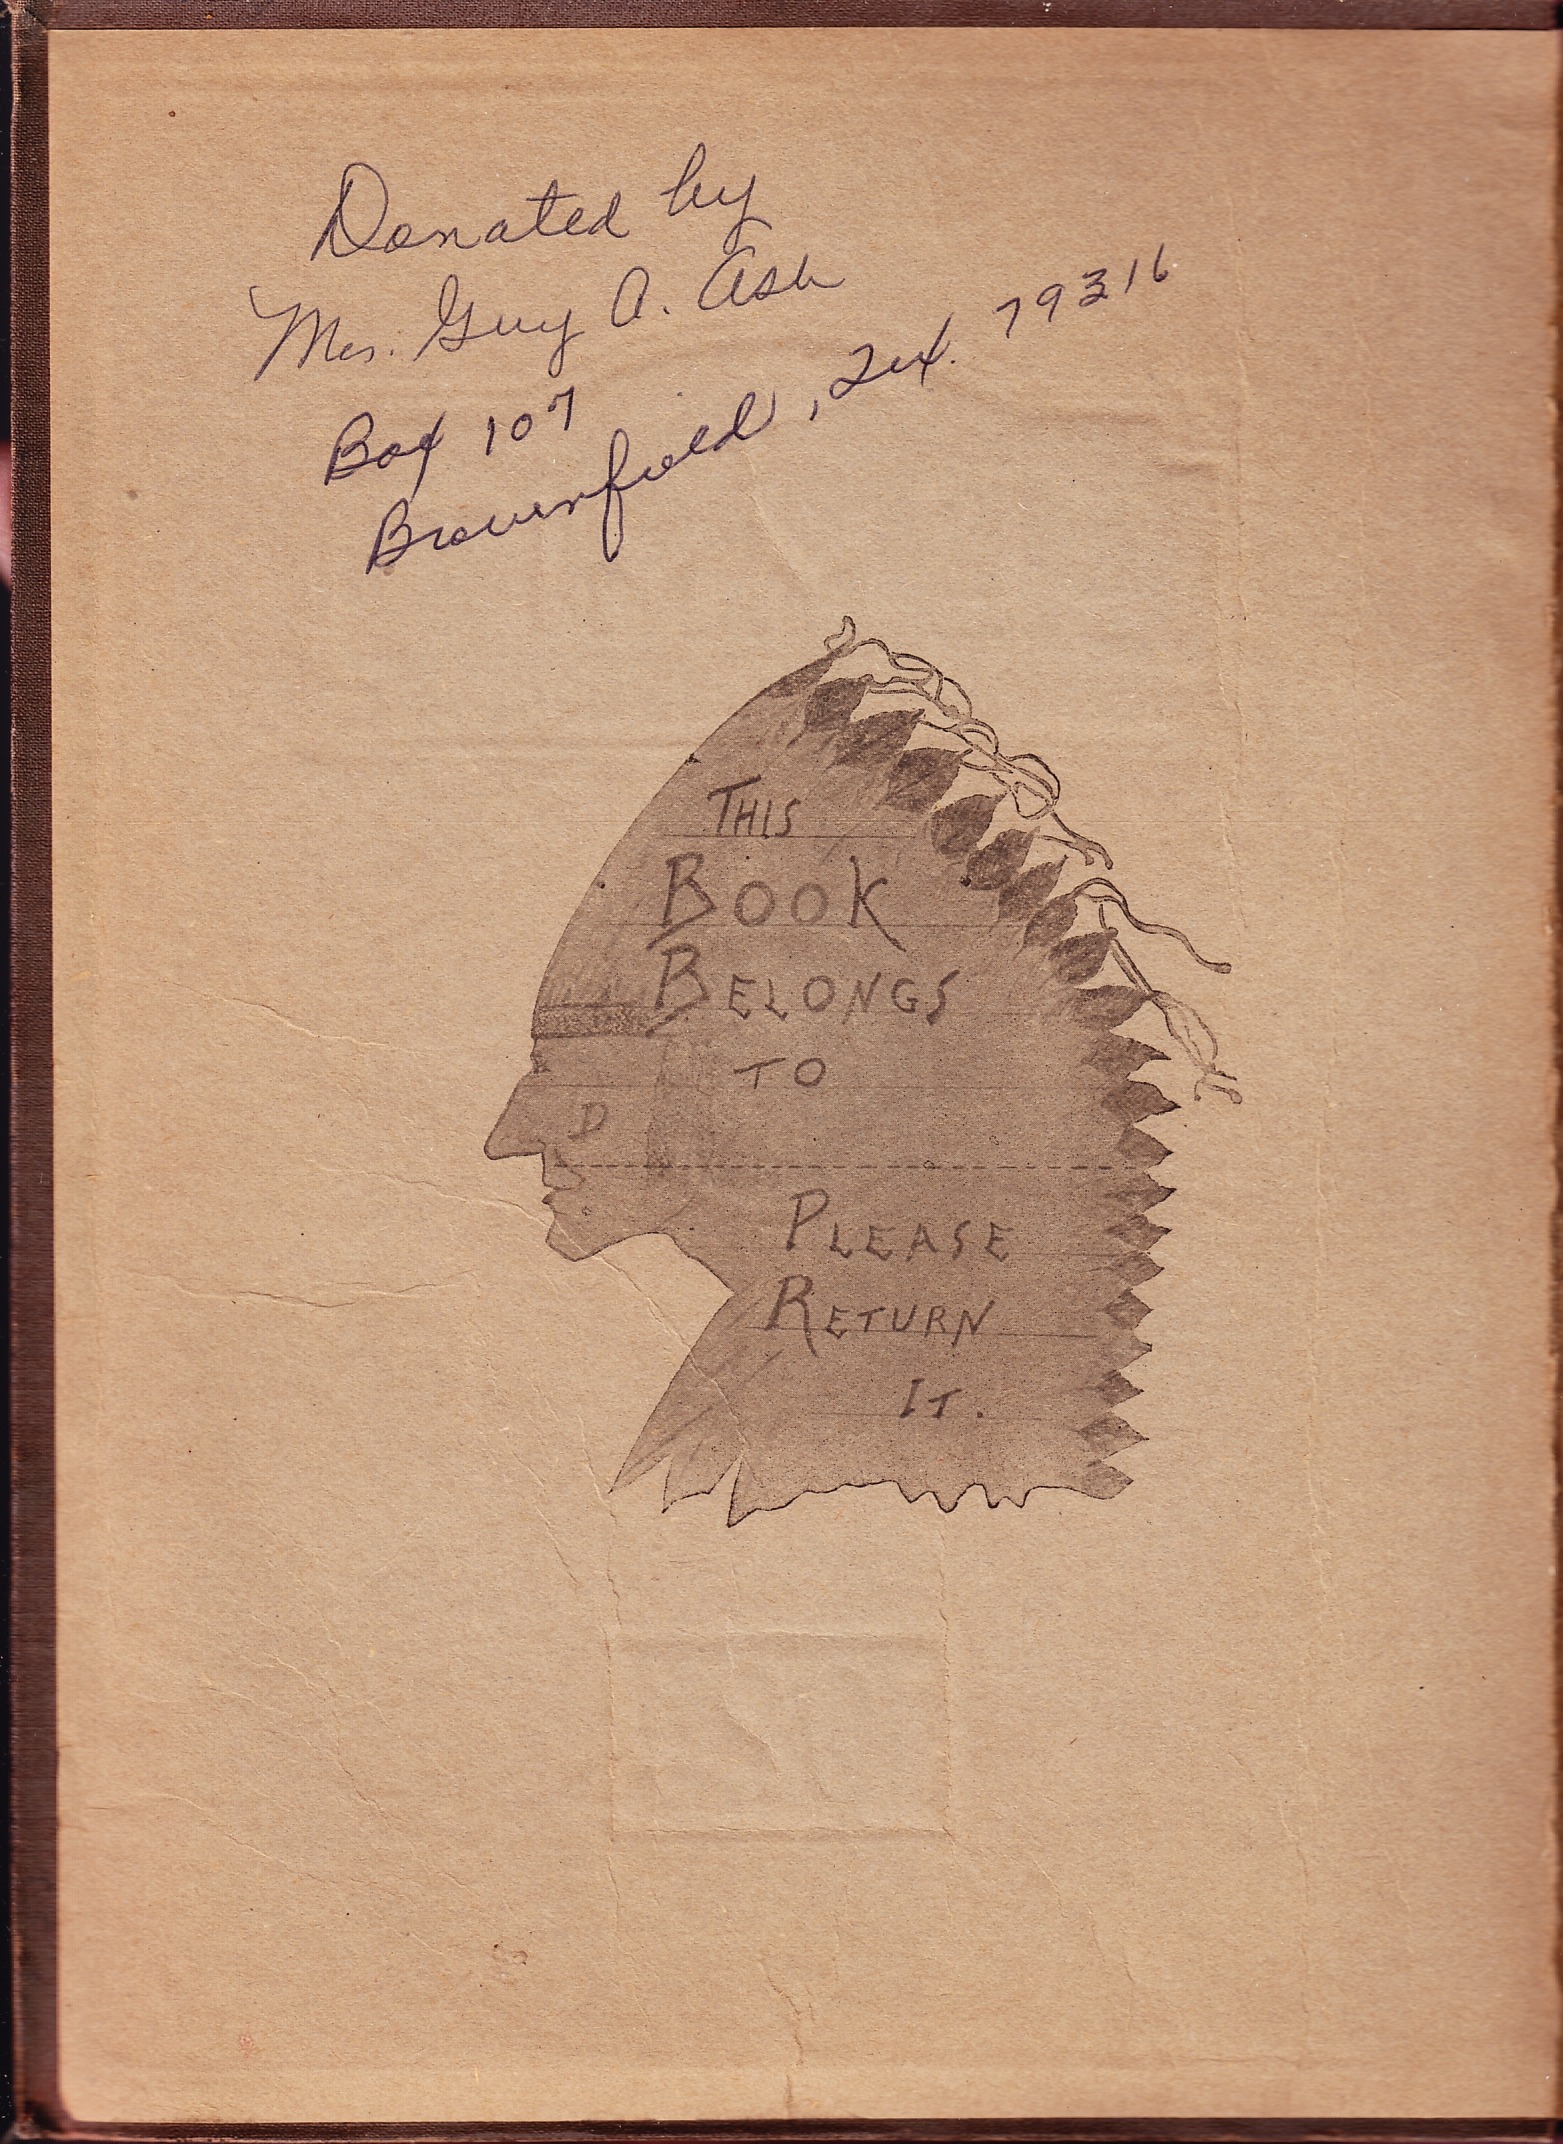 Donated by
Mrs. Guy A. Ash
Box 107
Brownfield, Tex. 79316
THIS
BOOK
BELONGS
TO
D
PLEASE
RETURN
IT.